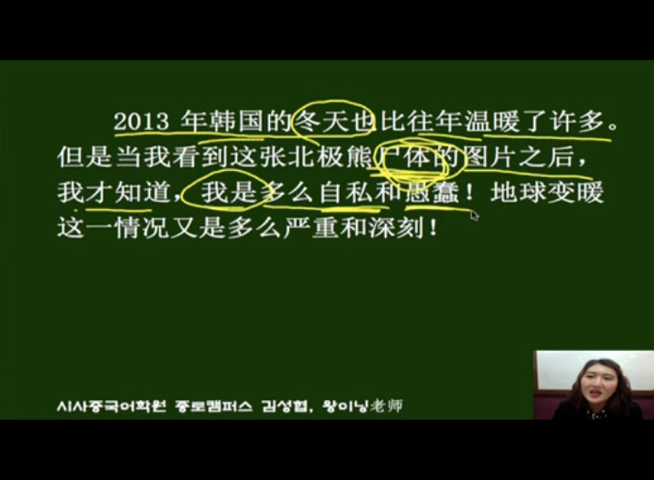 2013 年韩国的冬天也比往年温暖了许多。
但是当我看到这张北极熊尸体的图片之后，
我才知道，我是多么自私和愚蠢！地球变暖
这一情况又是多么严重和深刻！
시사중국어학원 종로캠퍼스 김성협, 왕이닝老师